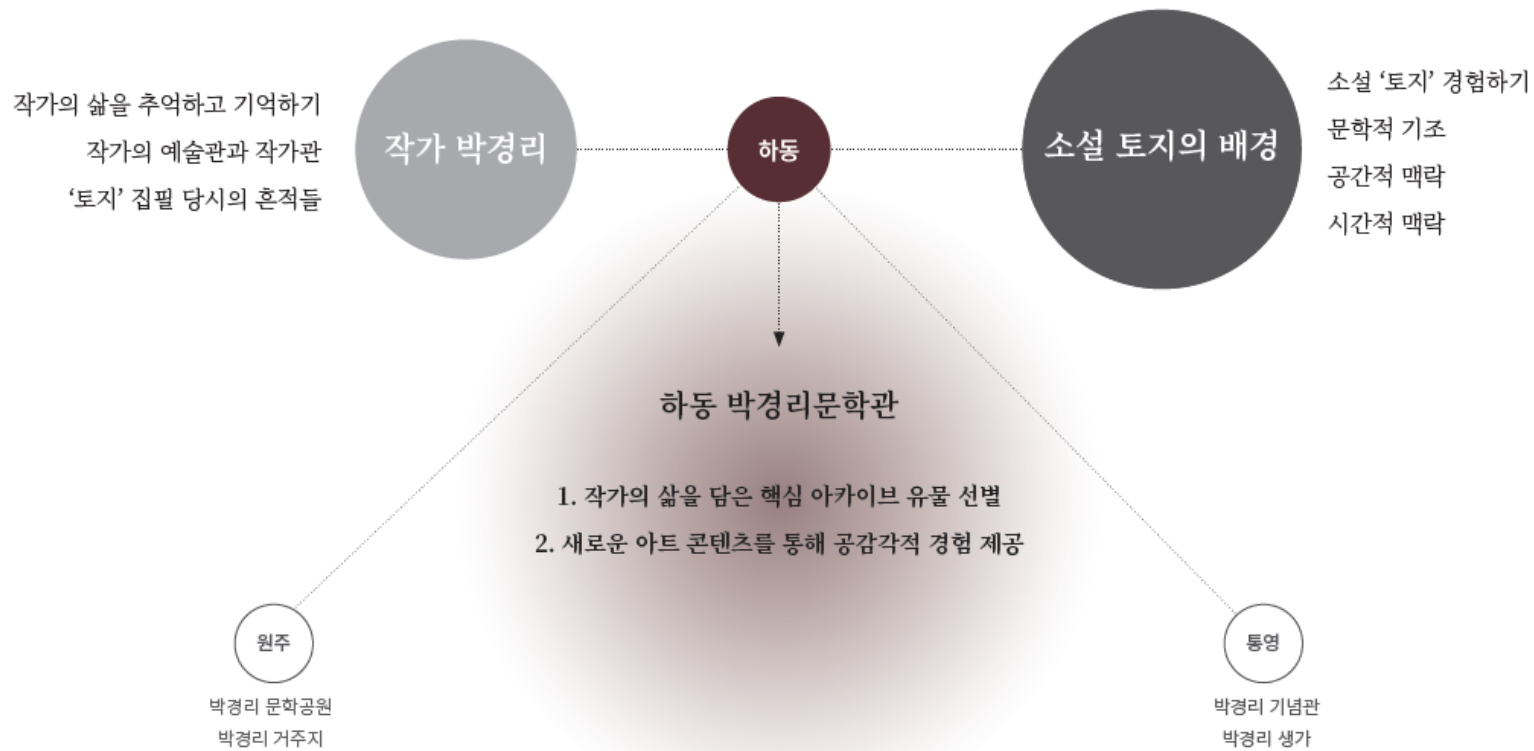 작가의 삶을 추억하고 기억하기
작가의 예술관과 작가관
‘토지’ 집필 당시의 흔적들
작가 박경리
하동
소설 토지의 배경
소설 ‘토지’ 경험하기
문학적 기조
공간적 맥락
시간적 맥락
하동 박경리문학관
1. 작가의 삶을 담은 핵심 아카이브 유물 선별
2. 새로운 아트 콘텐츠를 통해 공감각적 경험 제공
원주
박경리 문학공원
박경리 거주지
통영
박경리 기념관
박경리 생가